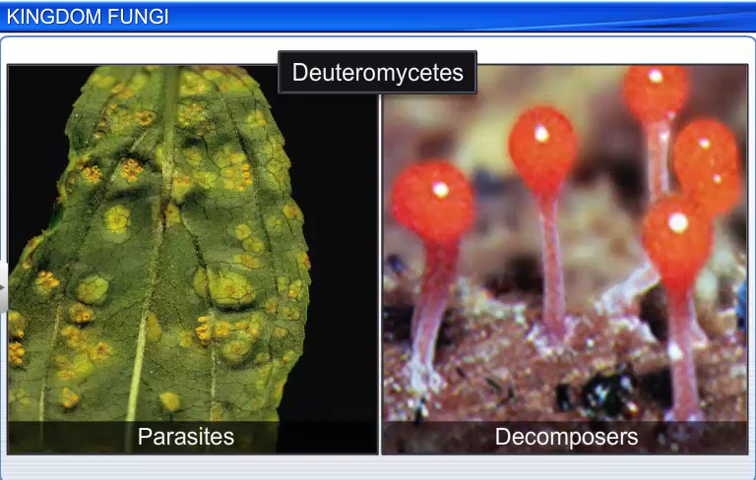 KINGDOM FUNGI
Deuteromycetes
Parasites
Decomposers